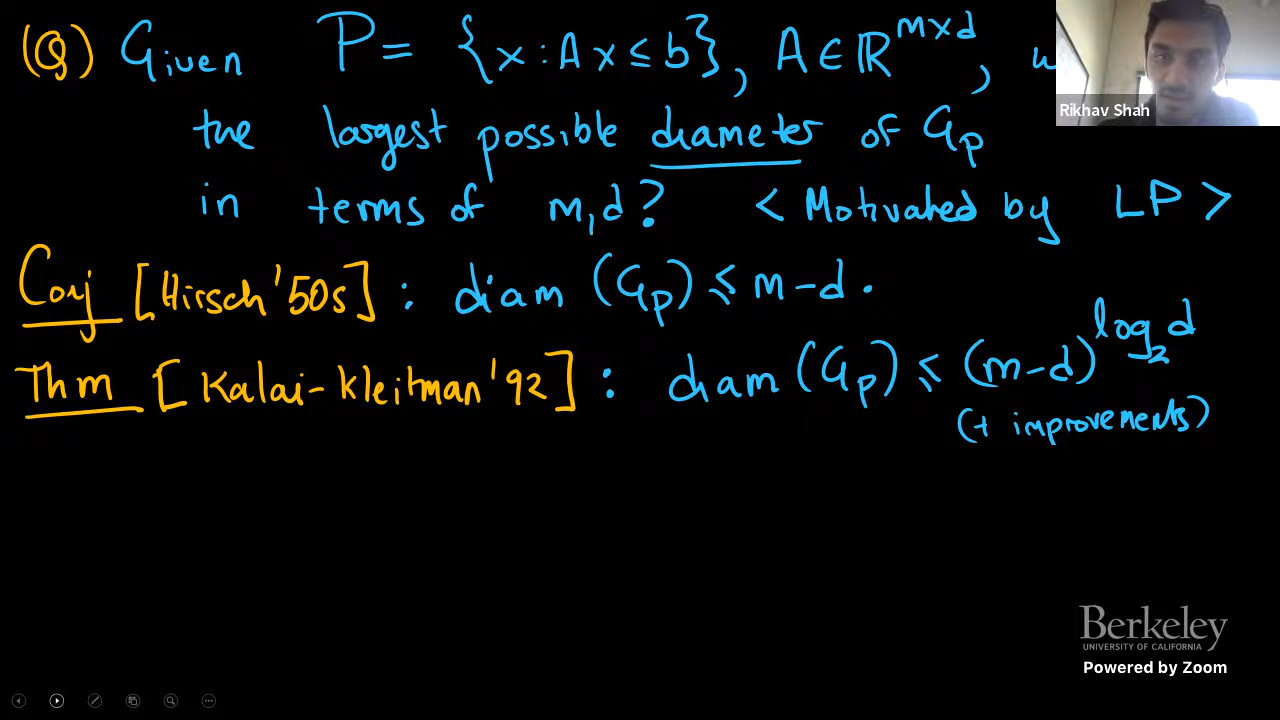 (Q) Given P = {x : Ax ≤ b}, A ∈ ℝ^{m×d}, w
Rikhav Shah
the largest possible diameter of G_P
in terms of m, d? < Motivated by LP >
Conj [Hirsch '50s] : diam (G_P) ≤ m-d.
Thm [Kalai-Kleitman '92] : diam (G_P) ≤ (m-d)^{log_2 d}
(+ improvements)
Berkeley
UNIVERSITY OF CALIFORNIA
Powered by Zoom